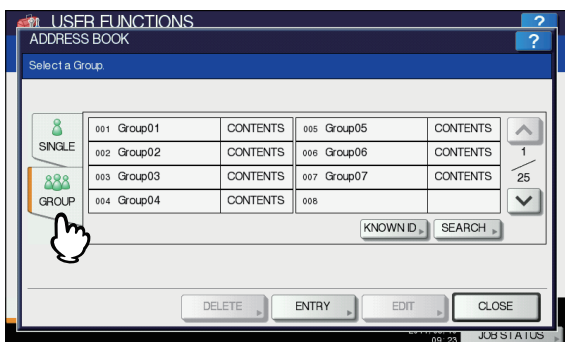 USER FUNCTIONS ?
ADDRESS BOOK ?
Select a Group.
SINGLE
GROUP
001 Group01 CONTENTS 005 Group05 CONTENTS
002 Group02 CONTENTS 006 Group06 CONTENTS
003 Group03 CONTENTS 007 Group07 CONTENTS
004 Group04 CONTENTS 008
1
25
KNOWN ID SEARCH
DELETE ENTRY EDIT CLOSE
09:23 JOB STATUS